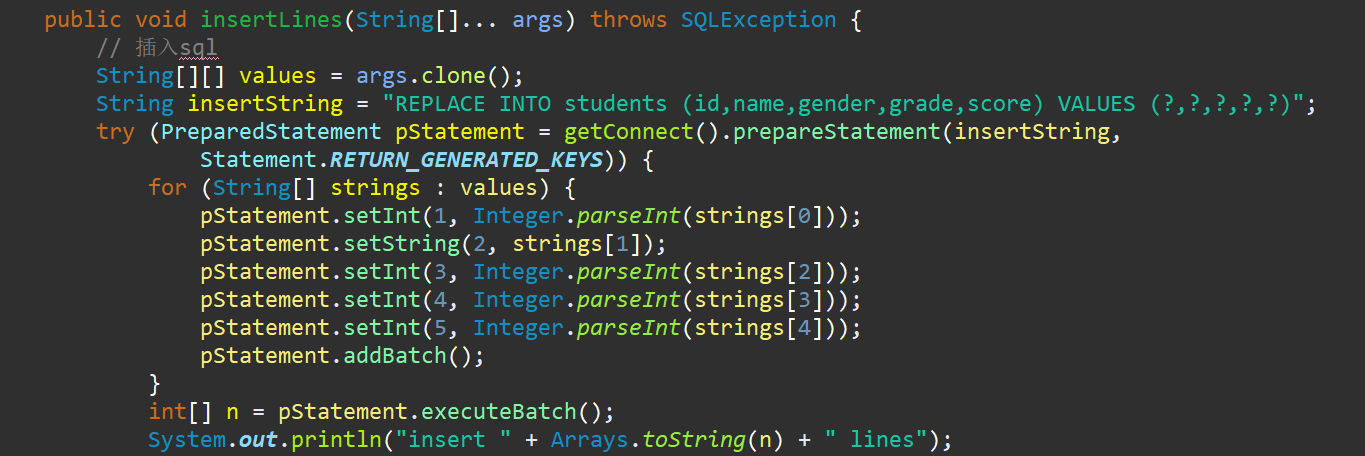 public void insertLines(String[]... args) throws SQLException {
// 插入sql
String[][] values = args.clone();
String insertString = "REPLACE INTO students (id,name,gender,grade,score) VALUES (?,?,?,?,?)";
try (PreparedStatement pStatement = getConnect().prepareStatement(insertString,
Statement.RETURN_GENERATED_KEYS)) {
for (String[] strings : values) {
pStatement.setInt(1, Integer.parseInt(strings[0]));
pStatement.setString(2, strings[1]);
pStatement.setInt(3, Integer.parseInt(strings[2]));
pStatement.setInt(4, Integer.parseInt(strings[3]));
pStatement.setInt(5, Integer.parseInt(strings[4]));
pStatement.addBatch();
}
int[] n = pStatement.executeBatch();
System.out.println("insert " + Arrays.toString(n) + " lines");